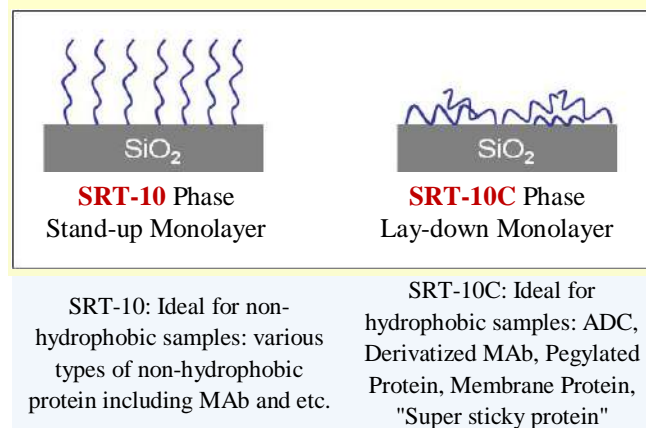 SiO₂
SRT-10 Phase
Stand-up Monolayer
SiO₂
SRT-10C Phase
Lay-down Monolayer
SRT-10: Ideal for non-
hydrophobic samples: various
types of non-hydrophobic
protein including MAb and etc.
SRT-10C: Ideal for
hydrophobic samples: ADC,
Derivatized MAb, Pegylated
Protein, Membrane Protein,
"Super sticky protein"